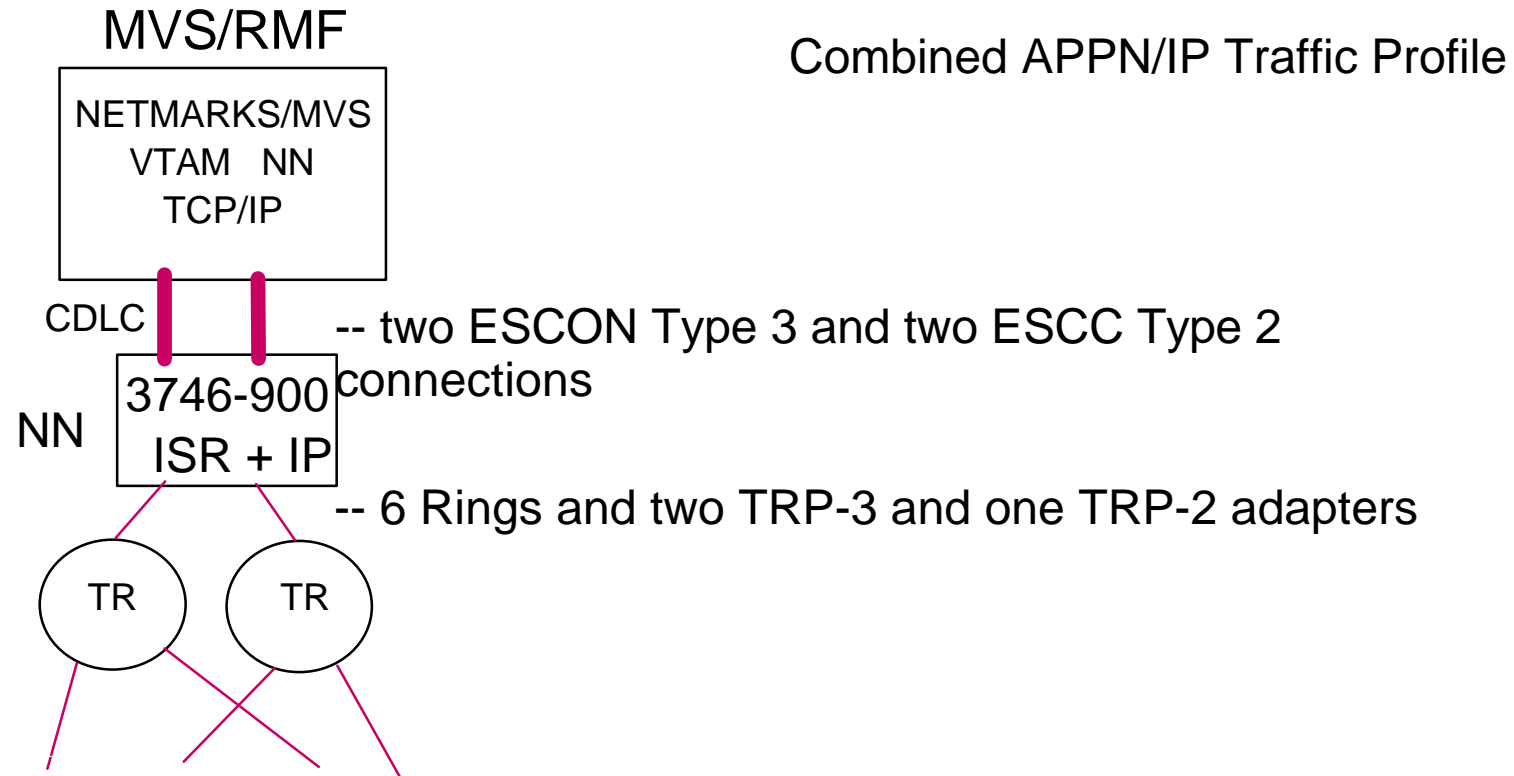 MVS/RMF
Combined APPN/IP Traffic Profile
NETMARKS/MVS
VTAM NN
TCP/IP
CDLC
-- two ESCON Type 3 and two ESCC Type 2
connections
3746-900
NN
ISR + IP
-- 6 Rings and two TRP-3 and one TRP-2 adapters
TR
TR